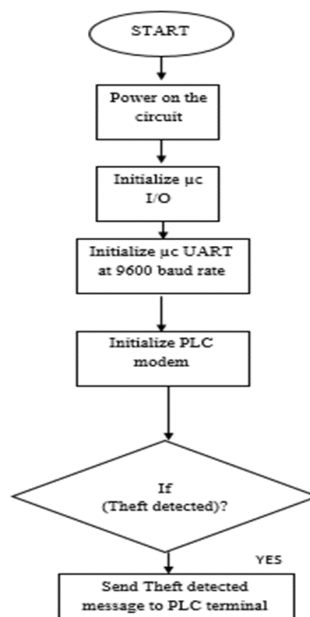 START
Power on the
circuit
Initialize µc
I/O
Initialize µc UART
at 9600 baud rate
Initialize PLC
modem
If
(Theft detected)?
YES
Send Theft detected
message to PLC terminal